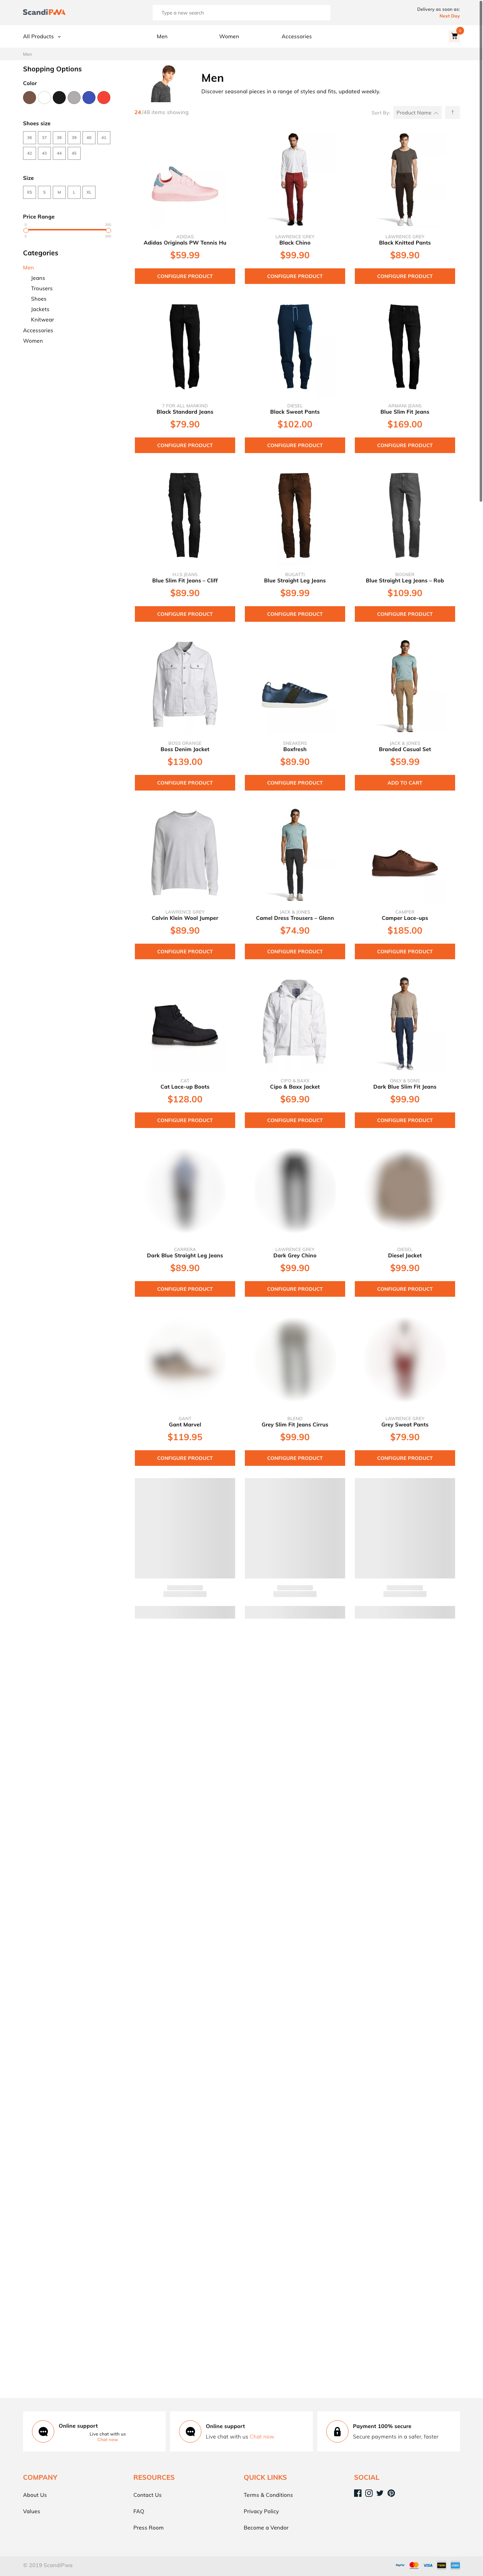 ScandiPWA
Type a new search
Delivery as soon as:
Next Day
All Products
Men
Women
Accessories
Men
Shopping Options
Color
Shoes size
36 37 38 39 40 41
42 43 44 45
Size
XS S M L XL
Price Range
Categories
Men
Jeans
Trousers
Shoes
Jackets
Knitwear
Accessories
Women
Men
Discover seasonal pieces in a range of styles and fits, updated weekly.
24/48 items showing
Sort By: Product Name
ADIDAS
Adidas Originals PW Tennis Hu
$59.99
CONFIGURE PRODUCT
LAWRENCE GREY
Black Chino
$99.90
CONFIGURE PRODUCT
LAWRENCE GREY
Black Knitted Pants
$89.90
CONFIGURE PRODUCT
7 FOR ALL MANKIND
Black Standard Jeans
$79.90
CONFIGURE PRODUCT
DIESEL
Black Sweat Pants
$102.00
CONFIGURE PRODUCT
ARMANI JEANS
Blue Slim Fit Jeans
$169.00
CONFIGURE PRODUCT
H.I.S JEANS
Blue Slim Fit Jeans – Cliff
$89.90
CONFIGURE PRODUCT
BUGATTI
Blue Straight Leg Jeans
$89.99
CONFIGURE PRODUCT
BOGNER
Blue Straight Leg Jeans – Rob
$109.90
CONFIGURE PRODUCT
BOSS ORANGE
Boss Denim Jacket
$139.00
CONFIGURE PRODUCT
SNEAKERS
Boxfresh
$89.90
CONFIGURE PRODUCT
JACK & JONES
Branded Casual Set
$59.99
ADD TO CART
LAWRENCE GREY
Calvin Klein Wool Jumper
$89.90
CONFIGURE PRODUCT
JACK & JONES
Camel Dress Trousers – Glenn
$74.90
CONFIGURE PRODUCT
CAMPER
Camper Lace-ups
$185.00
CONFIGURE PRODUCT
CAT
Cat Lace-up Boots
$128.00
CONFIGURE PRODUCT
CIPO & BAXX
Cipo & Baxx Jacket
$69.90
CONFIGURE PRODUCT
ONLY & SONS
Dark Blue Slim Fit Jeans
$99.90
CONFIGURE PRODUCT
CARRERA
Dark Blue Straight Leg Jeans
$89.90
CONFIGURE PRODUCT
LAWRENCE GREY
Dark Grey Chino
$99.90
CONFIGURE PRODUCT
DIESEL
Diesel Jacket
$99.90
CONFIGURE PRODUCT
GANT
Gant Marvel
$119.95
CONFIGURE PRODUCT
BLEND
Grey Slim Fit Jeans Cirrus
$99.90
CONFIGURE PRODUCT
LAWRENCE GREY
Grey Sweat Pants
$79.90
CONFIGURE PRODUCT
Online support
Live chat with us
Chat now
Online support
Live chat with us Chat now
Payment 100% secure
Secure payments in a safer, faster
COMPANY
About Us
Values
RESOURCES
Contact Us
FAQ
Press Room
QUICK LINKS
Terms & Conditions
Privacy Policy
Become a Vendor
SOCIAL
© 2019 ScandiPwa
PayPal
VISA